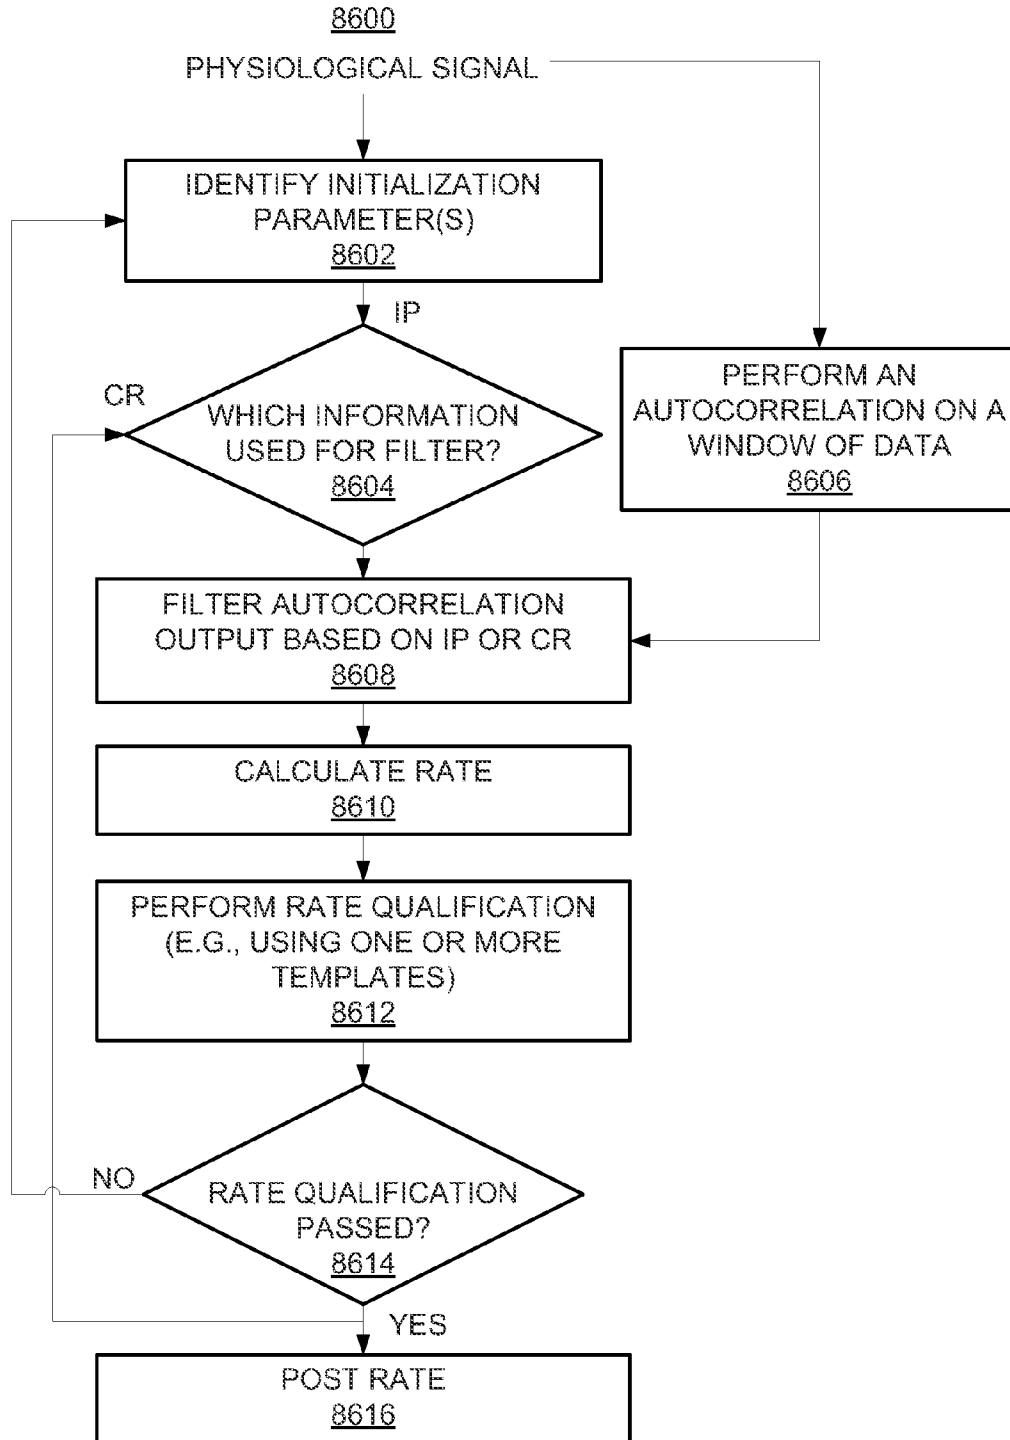 8600
PHYSIOLOGICAL SIGNAL
IDENTIFY INITIALIZATION
PARAMETER(S)
8602
IP
CR
WHICH INFORMATION
USED FOR FILTER?
8604
PERFORM AN
AUTOCORRELATION ON A
WINDOW OF DATA
8606
FILTER AUTOCORRELATION
OUTPUT BASED ON IP OR CR
8608
CALCULATE RATE
8610
PERFORM RATE QUALIFICATION
(E.G., USING ONE OR MORE
TEMPLATES)
8612
NO
RATE QUALIFICATION
PASSED?
8614
YES
POST RATE
8616